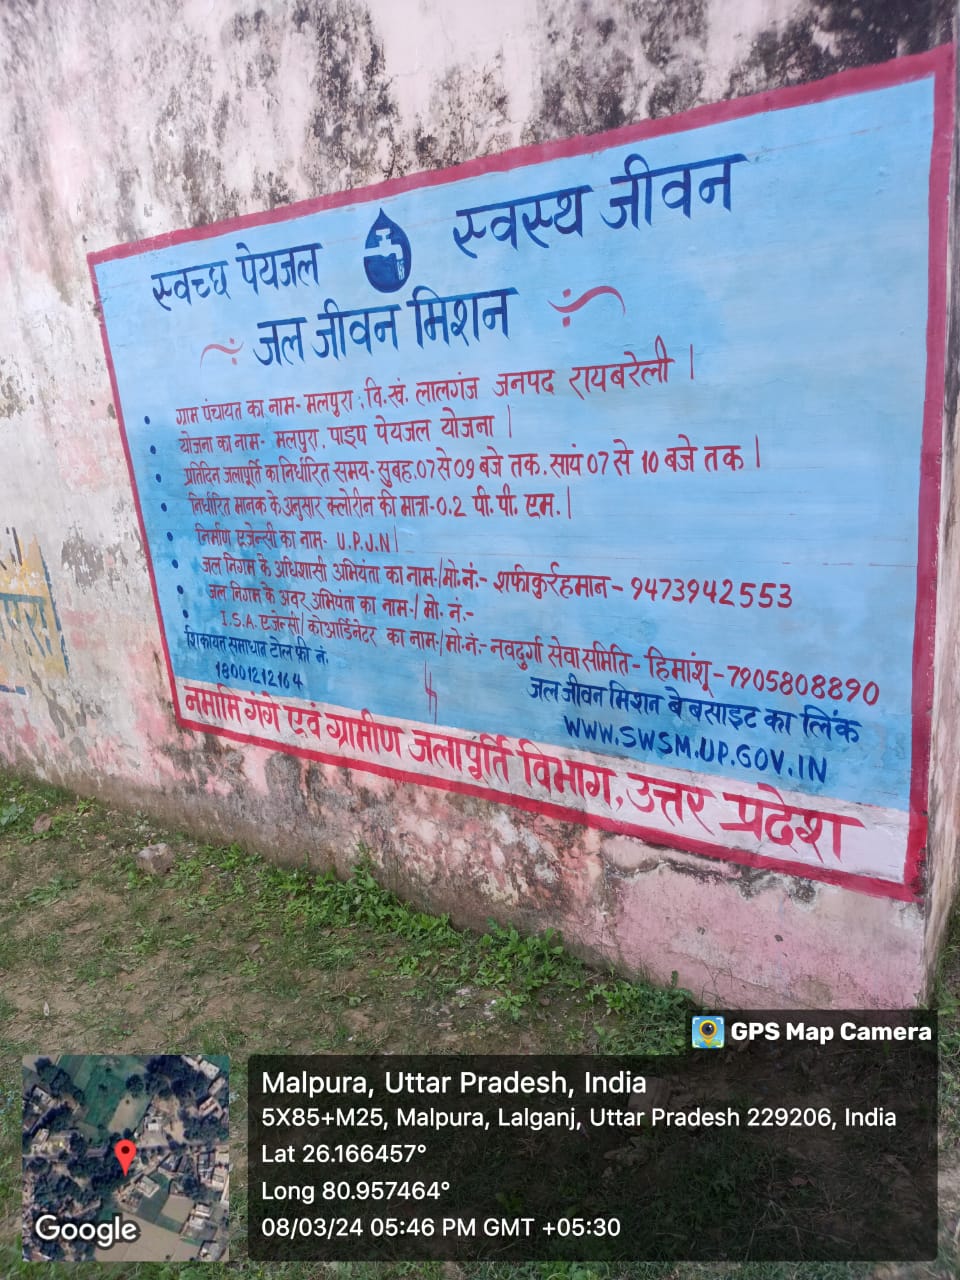 स्वच्छ पेयजल स्वस्थ जीवन
जल जीवन मिशन
ग्राम पंचायत का नाम- मलपुरा, वि.खं. लालगंज जनपद रायबरेली।
योजना का नाम- मलपुरा, पाइप पेयजल योजना।
प्रतिदिन जलापूर्ति का निर्धारित समय- सुबह.07 से 09 बजे तक. सायं 07 से 10 बजे तक।
निर्धारित मानक के अनुसार क्लोरीन की मात्रा-0.2 पी. पी. एम.।
निर्माण एजेन्सी का नाम- U.P.J.N।
जल निगम के अधिशासी अभियंता का नाम-/मो.नं:- शफीकुर्रहमान - 9473942553
जल निगम के अवर अभियंता का नाम-/ मो. नं.-
I.S.A. एजेन्सी/ कोआर्डिनेटर का नाम-/मो.नं:- नवदुर्गा सेवा समिति - हिमांशू - 7905808890
शिकायत समाधान टोल फ्री नं.
18001212164
जल जीवन मिशन बेबसाइट का लिंक
WWW.SWSM.UP.GOV.IN
नमामि गंगे एवं ग्रामीण जलापूर्ति विभाग, उत्तर प्रदेश
GPS Map Camera
Malpura, Uttar Pradesh, India
5X85+M25, Malpura, Lalganj, Uttar Pradesh 229206, India
Lat 26.166457°
Long 80.957464°
08/03/24 05:46 PM GMT +05:30
Google